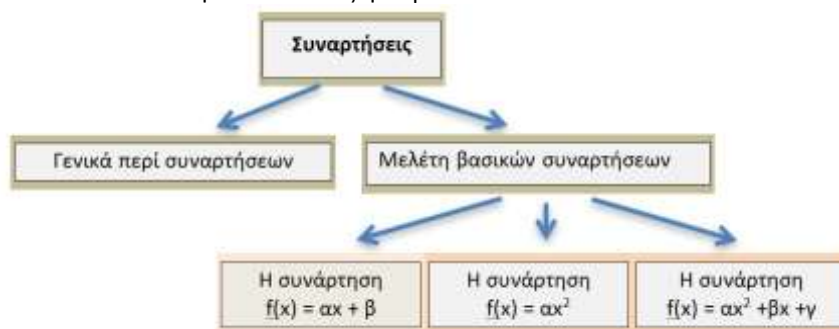 Συναρτήσεις
Γενικά περί συναρτήσεων
Μελέτη βασικών συναρτήσεων
Η συνάρτηση
f(x) = αx + β
Η συνάρτηση
f(x) = αx²
Η συνάρτηση
f(x) = αx² +βx +γ